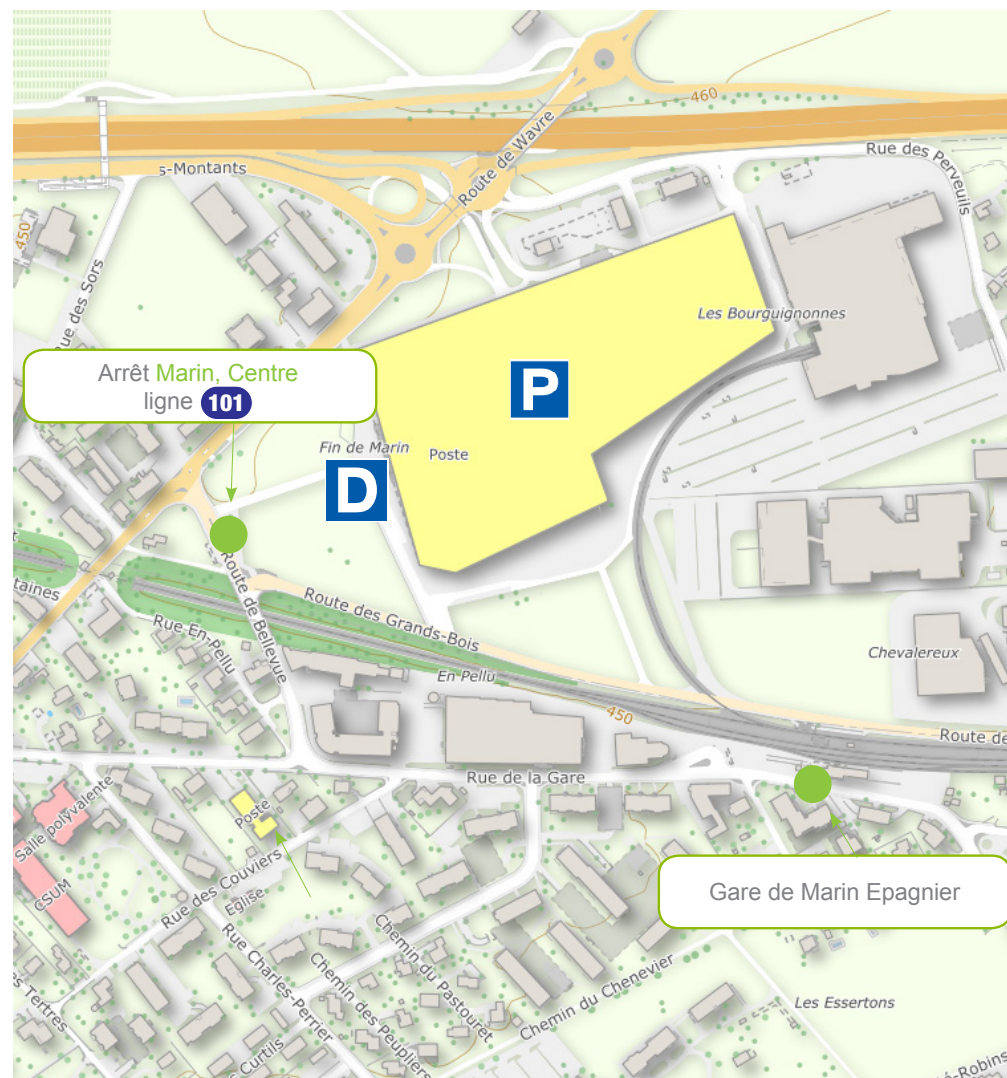 460
Route de Wavre
Rue des Perveuils
s-Montants
450
ue des Sors
Les Bourguignonnes
Arrêt Marin, Centre
ligne 101
P
Fin de Marin
Poste
D
t
taines
Route de Bellevue
Route des Grands-Bois
Rue En-Pellu
En Pellu
Chevalereux
450
Route de
Rue de la Gare
Salle polyvalente
Poste
CSUM
Rue des Couviers
Eglise
Gare de Marin Epagnier
Rue Charles-Perrier
Chemin des Peupliers
Chemin du Pastouret
Chemin du Chenevier
Les Essertons
es Tertres
Curtils
é-Robins